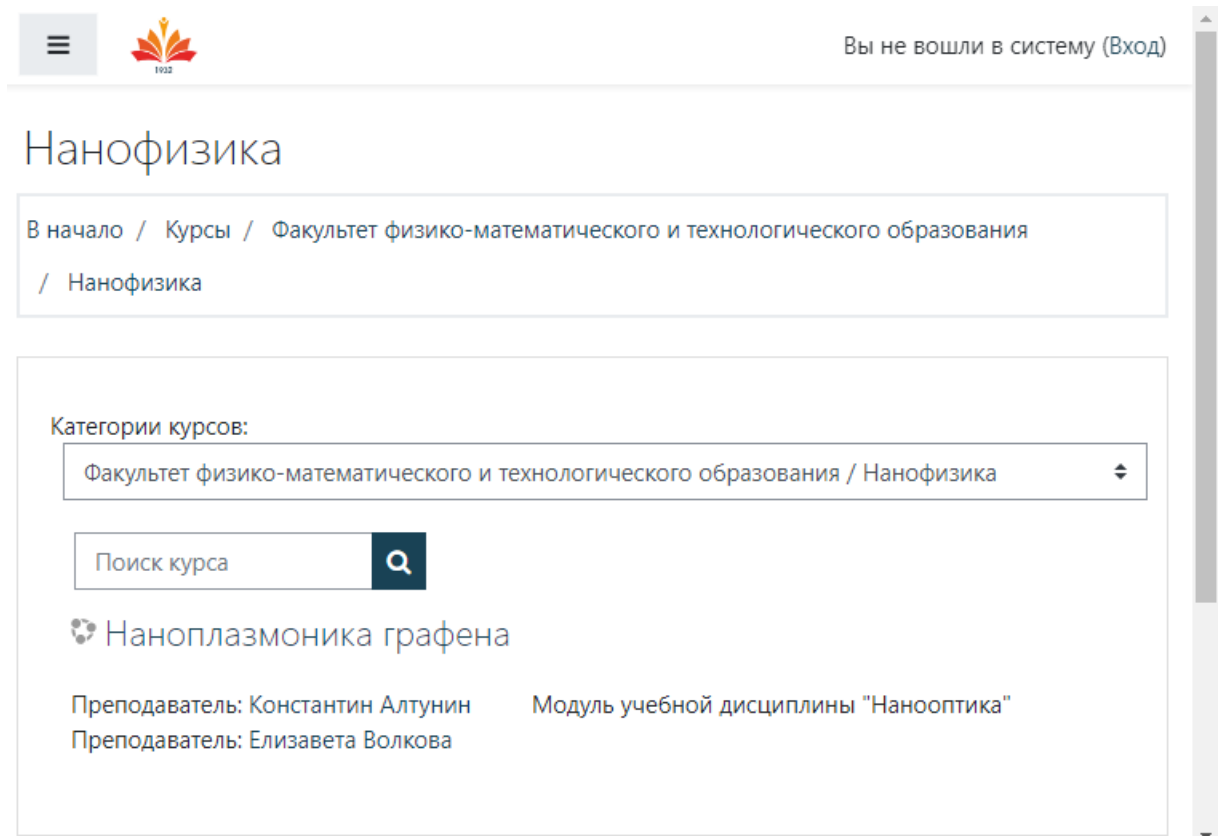 1932
Вы не вошли в систему (Вход)
Нанофизика
В начало / Курсы / Факультет физико-математического и технологического образования
/ Нанофизика
Категории курсов:
Факультет физико-математического и технологического образования / Нанофизика
Поиск курса
Наноплазмоника графена
Преподаватель: Константин Алтунин Модуль учебной дисциплины "Нанооптика"
Преподаватель: Елизавета Волкова